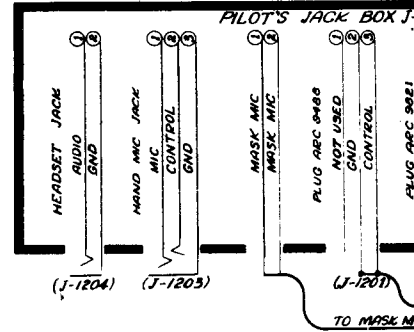 PILOT'S JACK BOX J-
HEADSET JACK
AUDIO 1
GND 2
HAND MIC JACK
MIC 1
CONTROL 2
GND 3
MASK MIC 1
MASK MIC 2
PLUG ARC 8488
NOT USED 1
GND 2
CONTROL 3
PLUG ARC 9821
(J-1204)
(J-1203)
(J-1201)
TO MASK M